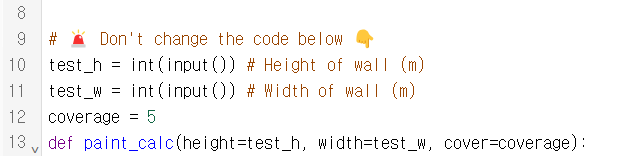 8
9 # 🚨 Don't change the code below 👇
10 test_h = int(input()) # Height of wall (m)
11 test_w = int(input()) # Width of wall (m)
12 coverage = 5
13 def paint_calc(height=test_h, width=test_w, cover=coverage):